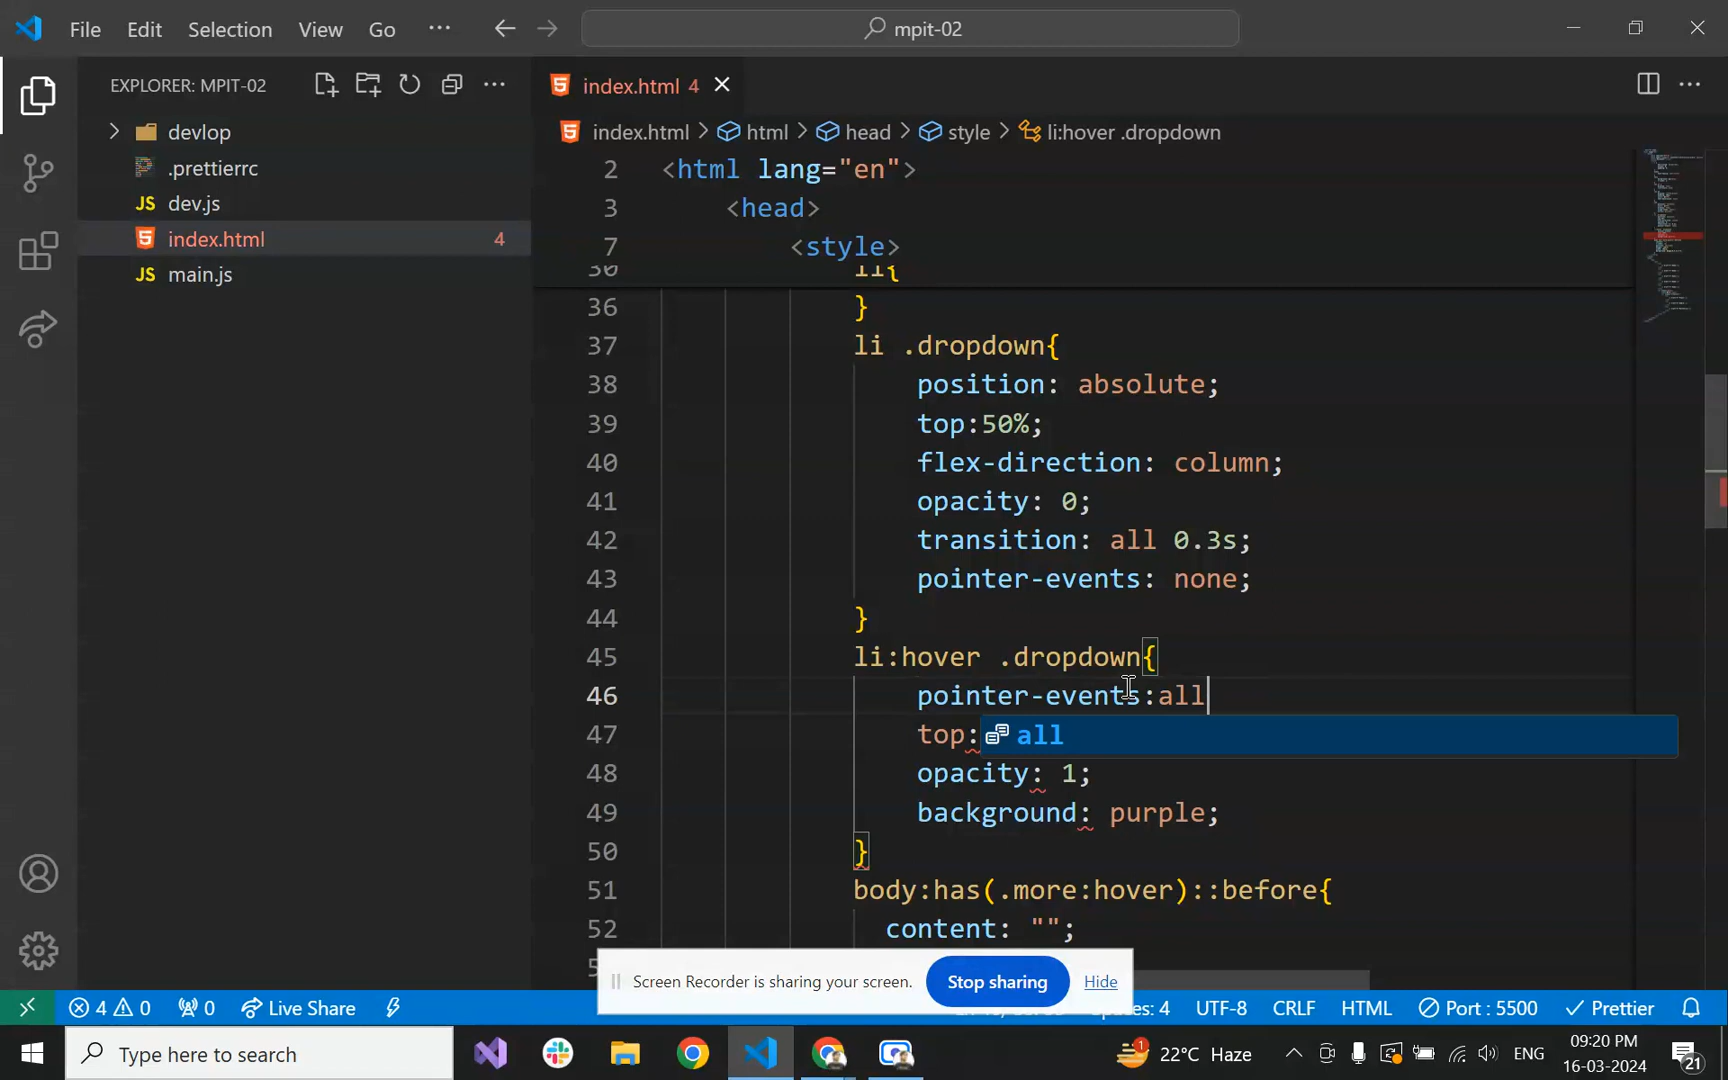 File Edit Selection View Go ··· mpit-02
EXPLORER: MPIT-02
index.html 4
devlop
.prettierrc
JS dev.js
index.html 4
JS main.js
index.html > html > head > style > li:hover .dropdown
2 <html lang="en">
3 <head>
7 <style>
li{
36 }
37 li .dropdown{
38 position: absolute;
39 top:50%;
40 flex-direction: column;
41 opacity: 0;
42 transition: all 0.3s;
43 pointer-events: none;
44 }
45 li:hover .dropdown{
46 pointer-events:all
47 top: all
48 opacity: 1;
49 background: purple;
50 }
51 body:has(.more:hover)::before{
52 content: "";
Screen Recorder is sharing your screen. Stop sharing Hide
4 0 0 Live Share Spaces: 4 UTF-8 CRLF HTML Port : 5500 Prettier
Type here to search 1 22°C Haze ENG 09:20 PM
16-03-2024 21